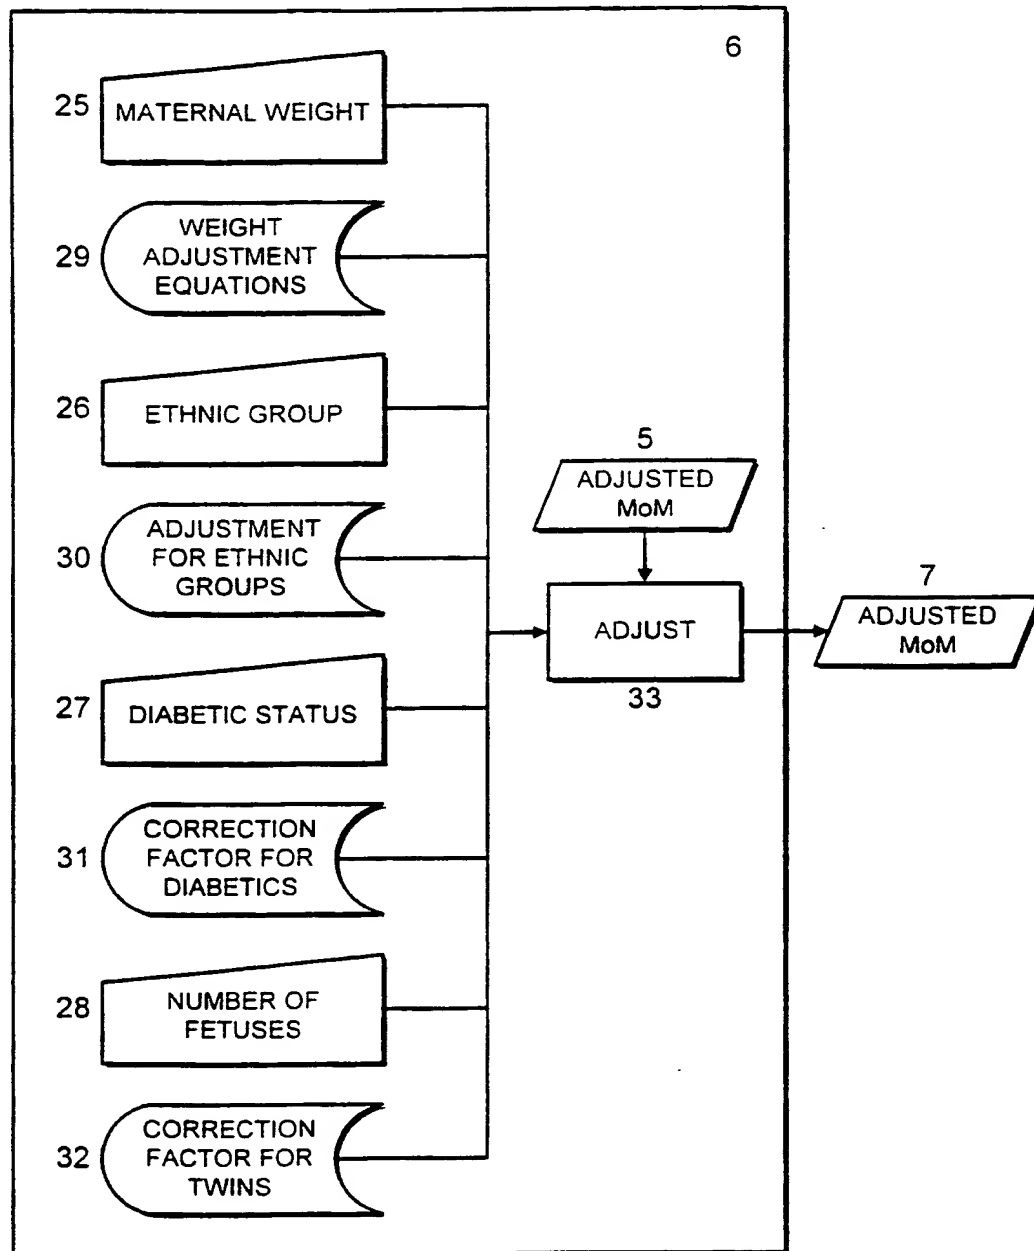 6
25
MATERNAL WEIGHT
29
WEIGHT
ADJUSTMENT
EQUATIONS
26
ETHNIC GROUP
30
ADJUSTMENT
FOR ETHNIC
GROUPS
5
ADJUSTED
MoM
ADJUST
33
7
ADJUSTED
MoM
27
DIABETIC STATUS
31
CORRECTION
FACTOR FOR
DIABETICS
28
NUMBER OF
FETUSES
32
CORRECTION
FACTOR FOR
TWINS